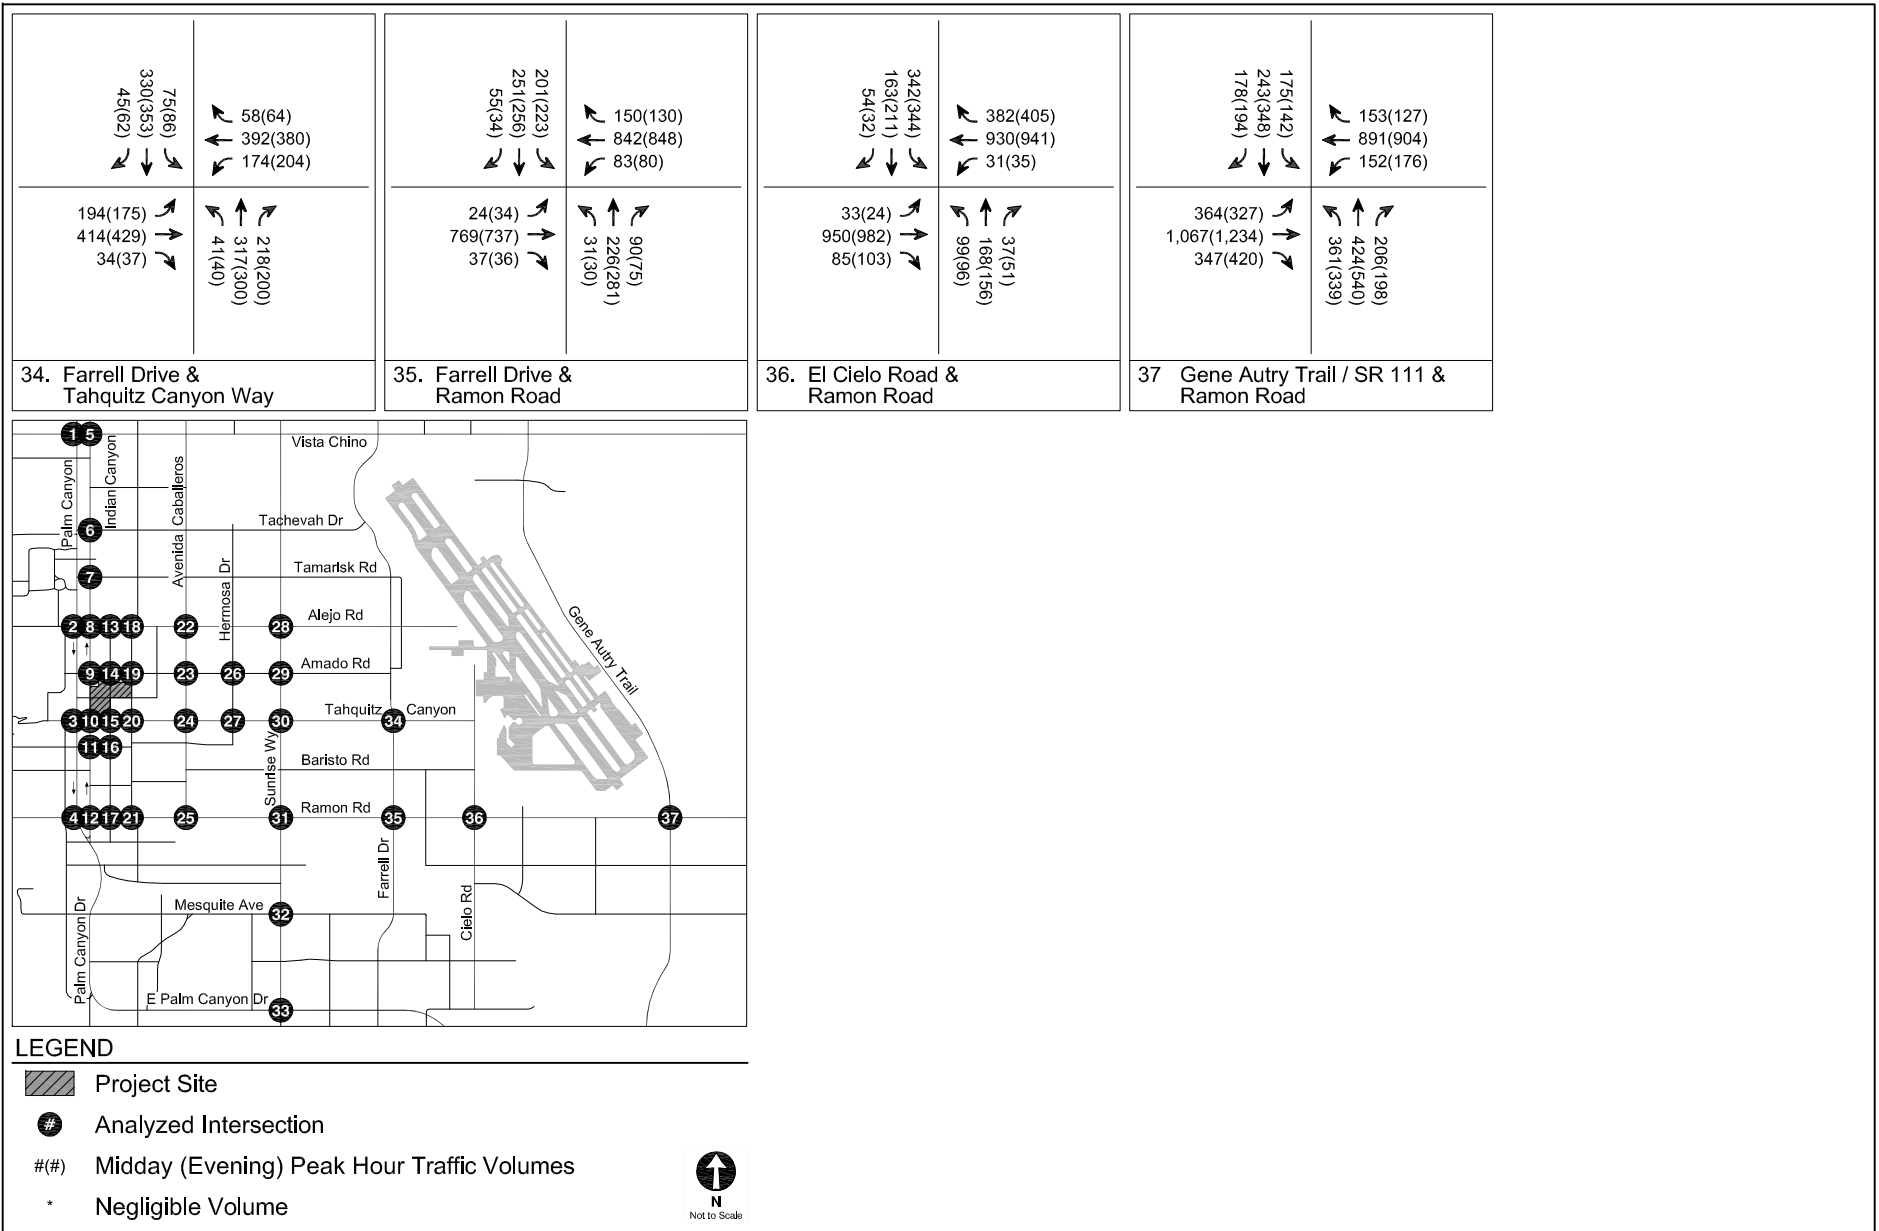 45(62)
330(353)
75(86)
58(64)
392(380)
174(204)
194(175)
414(429)
34(37)
41(40)
317(300)
218(200)
34. Farrell Drive &
Tahquitz Canyon Way
55(34)
251(256)
201(223)
150(130)
842(848)
83(80)
24(34)
769(737)
37(36)
31(30)
226(281)
90(75)
35. Farrell Drive &
Ramon Road
54(32)
163(211)
342(344)
382(405)
930(941)
31(35)
33(24)
950(982)
85(103)
99(96)
168(156)
37(51)
36. El Cielo Road &
Ramon Road
178(194)
243(348)
175(142)
153(127)
891(904)
152(176)
364(327)
1,067(1,234)
347(420)
361(339)
424(540)
206(198)
37 Gene Autry Trail / SR 111 &
Ramon Road
1 5
Vista Chino
Palm Canyon
Indian Canyon
Avenida Caballeros
6
Tachevah Dr
7
Tamarisk Rd
Hermosa Dr
2 8 13 18 22 28
Alejo Rd
Gene Autry Trail
9 14 19 23 26 29
Amado Rd
3 10 15 20 24 27 30
Tahquitz
34
Canyon
11 16
Sunrise Wy
Baristo Rd
4 12 17 21 25 31
Ramon Rd
35 36 37
Farrell Dr
Cielo Rd
Palm Canyon Dr
Mesquite Ave
32
E Palm Canyon Dr
33
LEGEND
Project Site
# Analyzed Intersection
#(#) Midday (Evening) Peak Hour Traffic Volumes
* Negligible Volume
N
Not to Scale